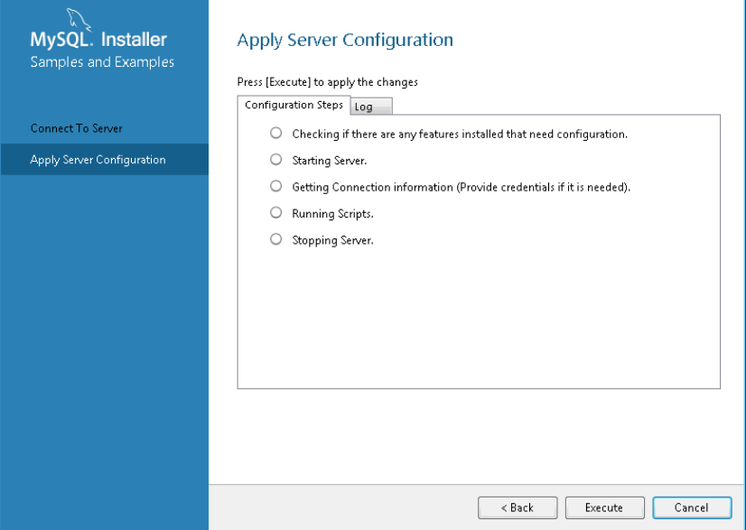 MySQL. Installer
Samples and Examples
Connect To Server
Apply Server Configuration
Apply Server Configuration
Press [Execute] to apply the changes
Configuration Steps
Log
Checking if there are any features installed that need configuration.
Starting Server.
Getting Connection information (Provide credentials if it is needed).
Running Scripts.
Stopping Server.
< Back
Execute
Cancel